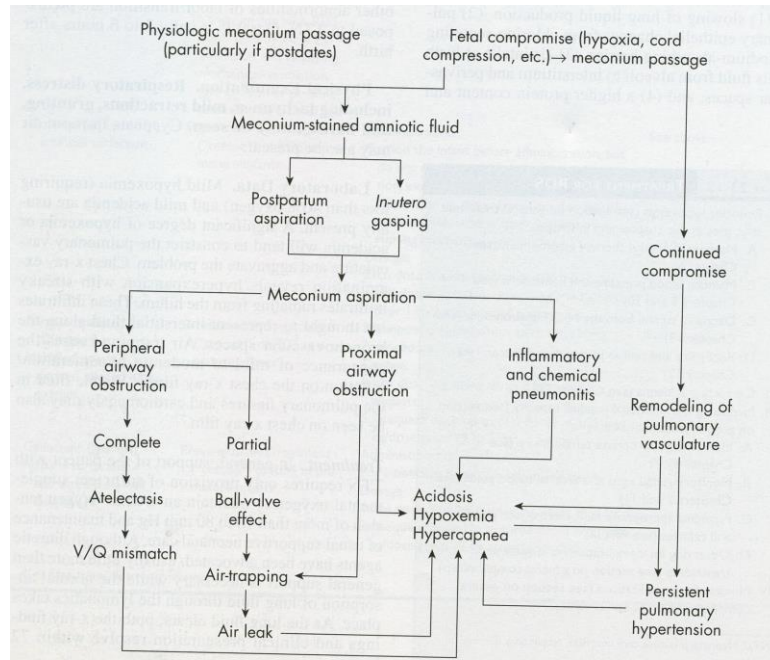 Physiologic meconium passage
(particularly if postdates)
Fetal compromise (hypoxia, cord
compression, etc.)→ meconium passage
Meconium-stained amniotic fluid
Postpartum
aspiration
In-utero
gasping
Continued
compromise
Meconium aspiration
Peripheral
airway
obstruction
Proximal
airway
obstruction
Inflammatory
and chemical
pneumonitis
Remodeling of
pulmonary
vasculature
Complete
Partial
Atelectasis
Ball-valve
effect
Acidosis
Hypoxemia
Hypercapnea
V/Q mismatch
Air-trapping
Persistent
pulmonary
hypertension
Air leak